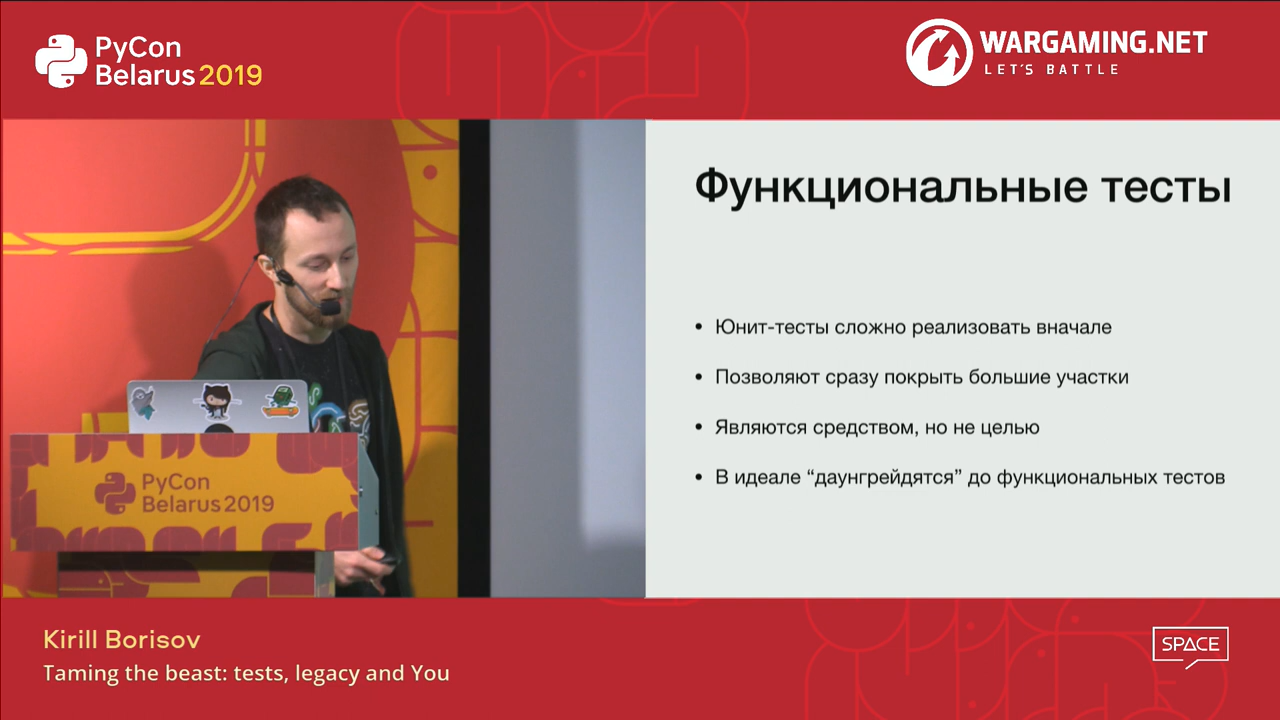 PyCon
Belarus 2019
WARGAMING.NET
LET'S BATTLE
Функциональные тесты
• Юнит-тесты сложно реализовать вначале
• Позволяют сразу покрыть большие участки
• Являются средством, но не целью
• В идеале “даунгрейдятся” до функциональных тестов
PyCon
Belarus 2019
Kirill Borisov
Taming the beast: tests, legacy and You
SPACE